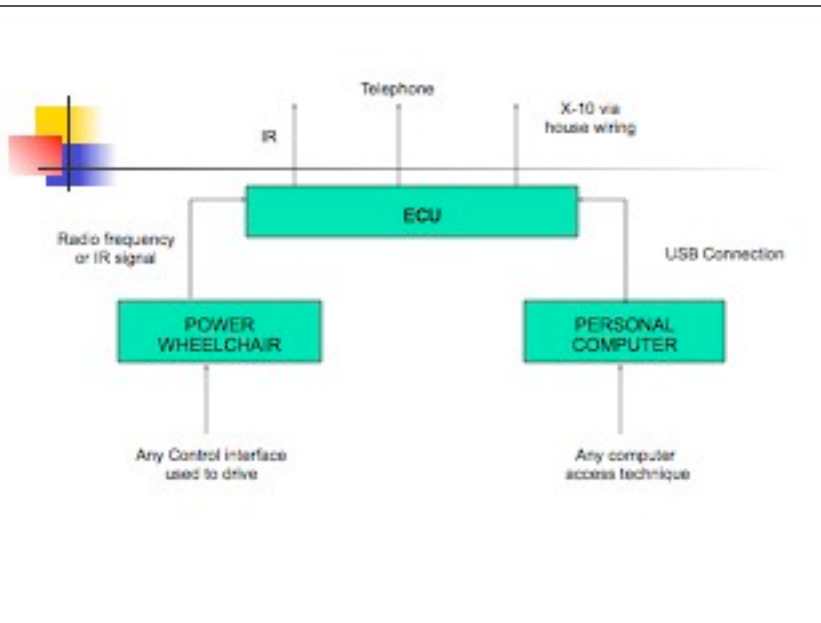 Telephone
IR
X-10 via
house wiring
ECU
Radio frequency
or IR signal
USB Connection
POWER
WHEELCHAIR
PERSONAL
COMPUTER
Any Control interface
used to drive
Any computer
access technique